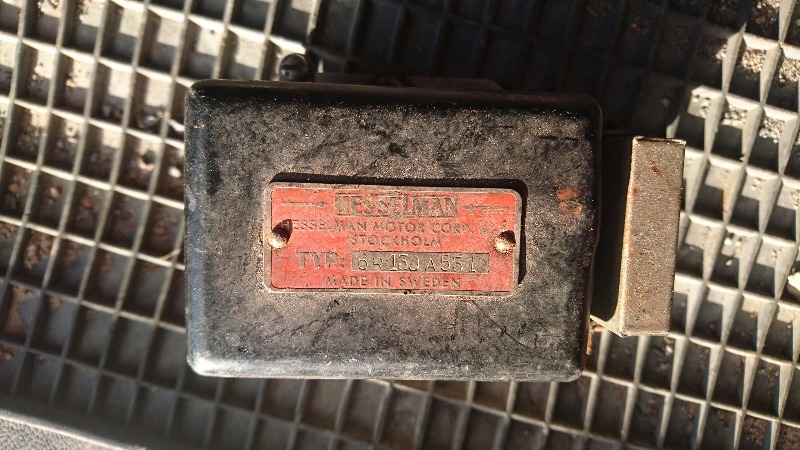 HESSELMAN
HESSELMAN MOTOR CORP.
STOCKHOLM
TYP:
MADE IN SWEDEN